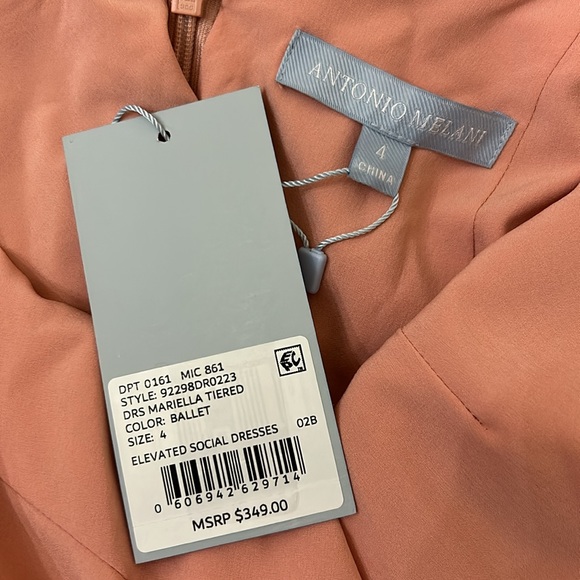 ANTONIO MELANI
4
CHINA
DPT 0161 MIC 861
STYLE: 92298DR0223
DRS MARIELLA TIERED
COLOR: BALLET
SIZE: 4
ELEVATED SOCIAL DRESSES 02B
0 606942 629714
MSRP $349.00